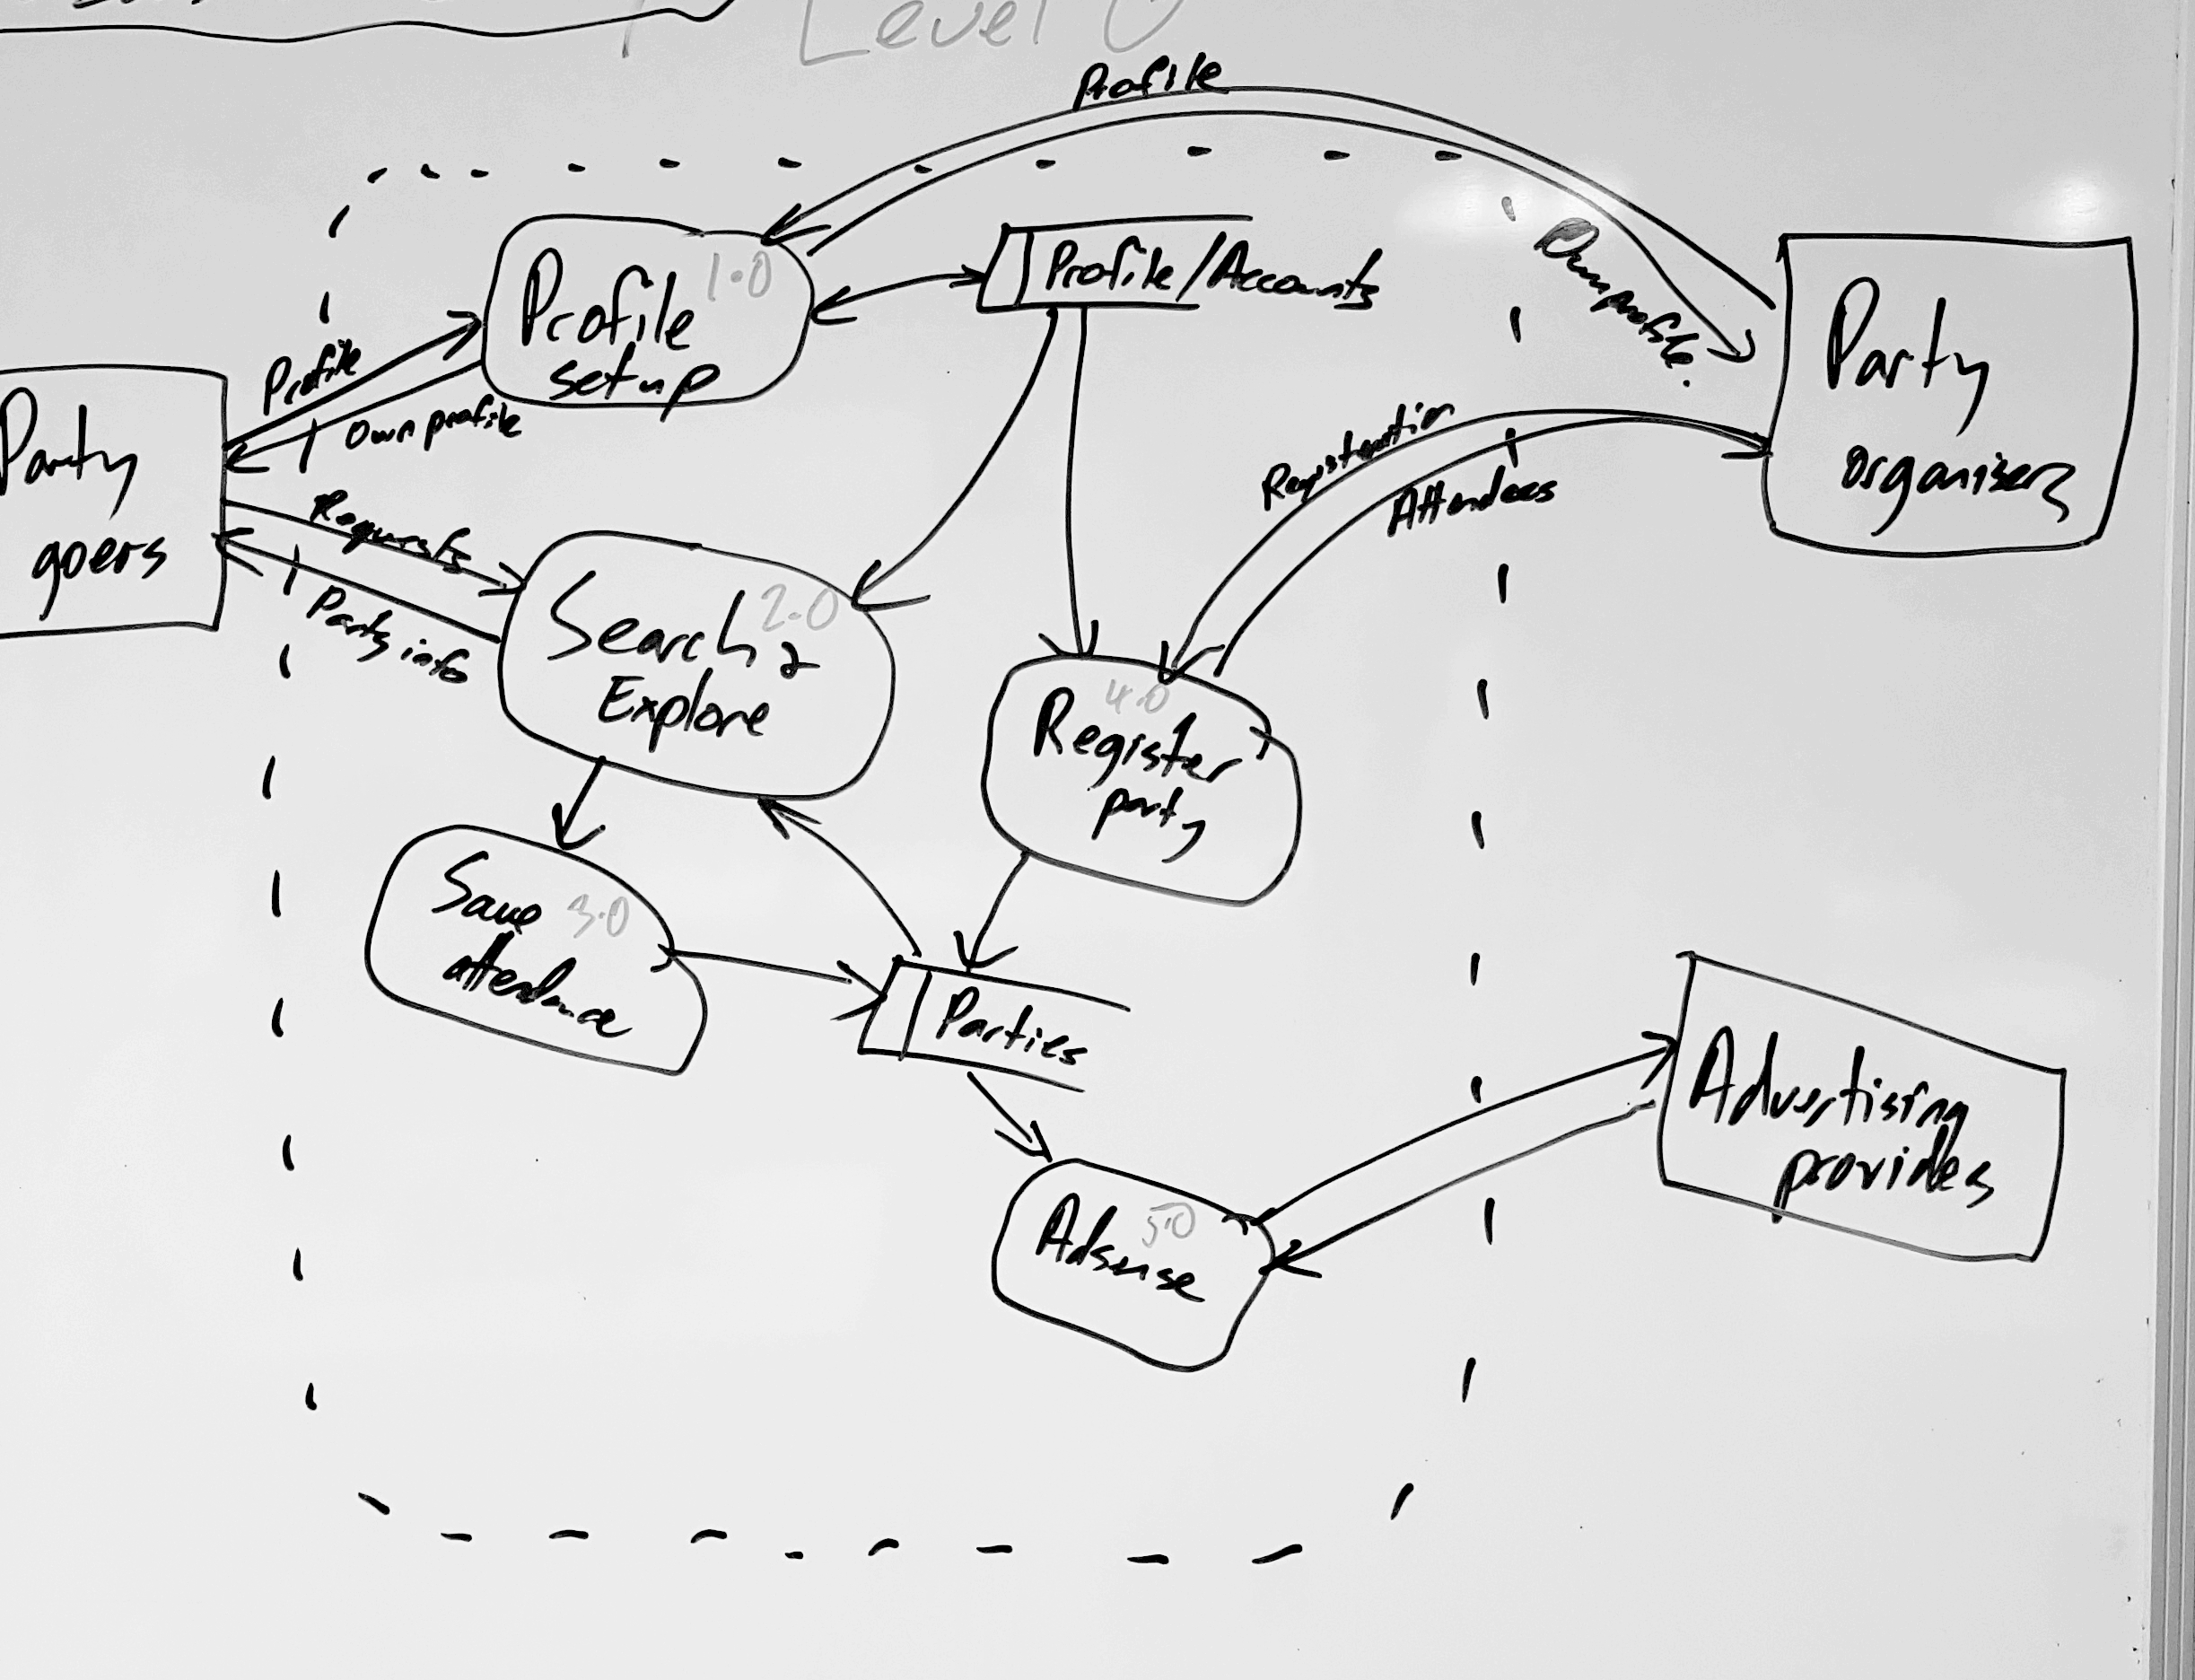 Level 0
Profile
1.0
Profile
setup
Profile/Accounts
Own profile.
Party
organisers
Profile
Own profile
Party
goers
Requests
Party info
Registration
Attendees
2.0
Search &
Explore
4.0
Register
party
Save 3.0
attendance
Parties
Advertising
provides
5.0
Adsense